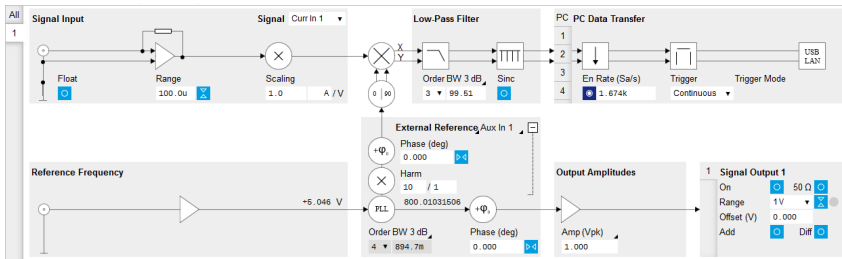 All
1
Signal Input
Signal Curr In 1
Float
Range
100.0u
Scaling
1.0 A / V
X
Y
0 | 90
Low-Pass Filter
Order BW 3 dB
3 99.51
Sinc
PC
1
2
3
4
PC Data Transfer
USB
LAN
En Rate (Sa/s)
1.674k
Trigger
Continuous
Trigger Mode
External Reference Aux In 1
+φ₀
Phase (deg)
0.000
Harm
10 / 1
PLL
800.01031506
Order BW 3 dB
4 894.7m
+φ₀
Phase (deg)
0.000
Reference Frequency
+5.046 V
Output Amplitudes
Amp (Vpk)
1.000
1
Signal Output 1
On 50 Ω
Range 1 V
Offset (V) 0.000
Add Diff